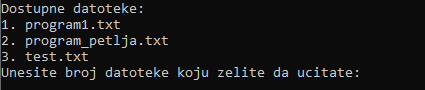 Dostupne datoteke:
1. program1.txt
2. program_petlja.txt
3. test.txt
Unesite broj datoteke koju zelite da ucitate: